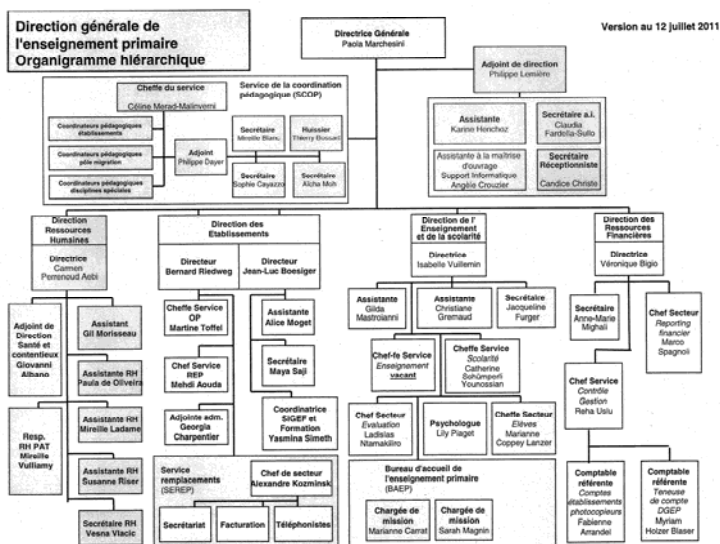 Direction générale de
l'enseignement primaire
Organigramme hiérarchique
Version au 12 juillet 2011
Directrice Générale
Paola Marchesini
Adjoint de direction
Philippe Lemière
Cheffe du service
Céline Merad-Malinverni
Service de la coordination
pédagogique (SCOP)
Coordinateurs pédagogiques
établissements
Coordinateurs pédagogiques
pôle migration
Coordinateurs pédagogiques
disciplines spéciales
Adjoint
Philippe Dayer
Secrétaire
Mireille Blanc
Huissier
Thierry Bossard
Secrétaire
Sophie Cayazzo
Secrétaire
Aïcha Moh
Assistante
Karine Henchoz
Secrétaire a.i.
Claudia
Fardella-Sullo
Assistante à la maîtrise
d'ouvrage
Support Informatique
Angèle Crouzier
Secrétaire
Réceptionniste
Candice Christe
Direction
Ressources
Humaines
Directrice
Carmen
Perrenoud Aebi
Adjoint de
Direction
Santé et
contentieux
Giovanni
Albano
Assistant
Gil Morisseau
Assistante RH
Paula de Oliveira
Assistante RH
Mireille Ladame
Resp.
RH PAT
Mireille
Vulliamy
Assistante RH
Susanne Riser
Secrétaire RH
Vesna Vlacic
Direction des
Etablissements
Directeur
Bernard Riedweg
Directeur
Jean-Luc Boesiger
Cheffe Service
OP
Martine Toffel
Chef Service
REP
Mehdi Aouda
Adjointe adm.
Georgia
Charpentier
Assistante
Alice Moget
Secrétaire
Maya Saji
Coordinatrice
SIGEF et
Formation
Yasmina Simeth
Service
remplacements
(SEREP)
Chef de secteur
Alexandre Kozminsk
Secrétariat
Facturation
Téléphonistes
Direction de l'
Enseignement
et de la scolarité
Directrice
Isabelle Vuillemin
Assistante
Gilda
Mastroianni
Assistante
Christiane
Gremaud
Secrétaire
Jacqueline
Furger
Chef-fe Service
Enseignement
vacant
Cheffe Service
Scolarité
Catherine
Schümperli
Younossian
Chef Secteur
Evaluation
Ladislas
Ntamakiliro
Psychologue
Lily Piaget
Cheffe Secteur
Elèves
Marianne
Coppey Lanzer
Bureau d'accueil de
l'enseignement primaire
(BAEP)
Chargée de
mission
Marianne Carrat
Chargée de
mission
Sarah Magnin
Direction des
Ressources
Financières
Directrice
Véronique Bigio
Secrétaire
Anne-Marie
Mighali
Chef Secteur
Reporting
financier
Marco
Spagnoli
Chef Service
Contrôle
Gestion
Reha Uslu
Comptable
référente
Comptes
établissements
photocopieurs
Fabienne
Arrandel
Comptable
référente
Teneuse
de compte
DGEP
Myriam
Holzer Blaser